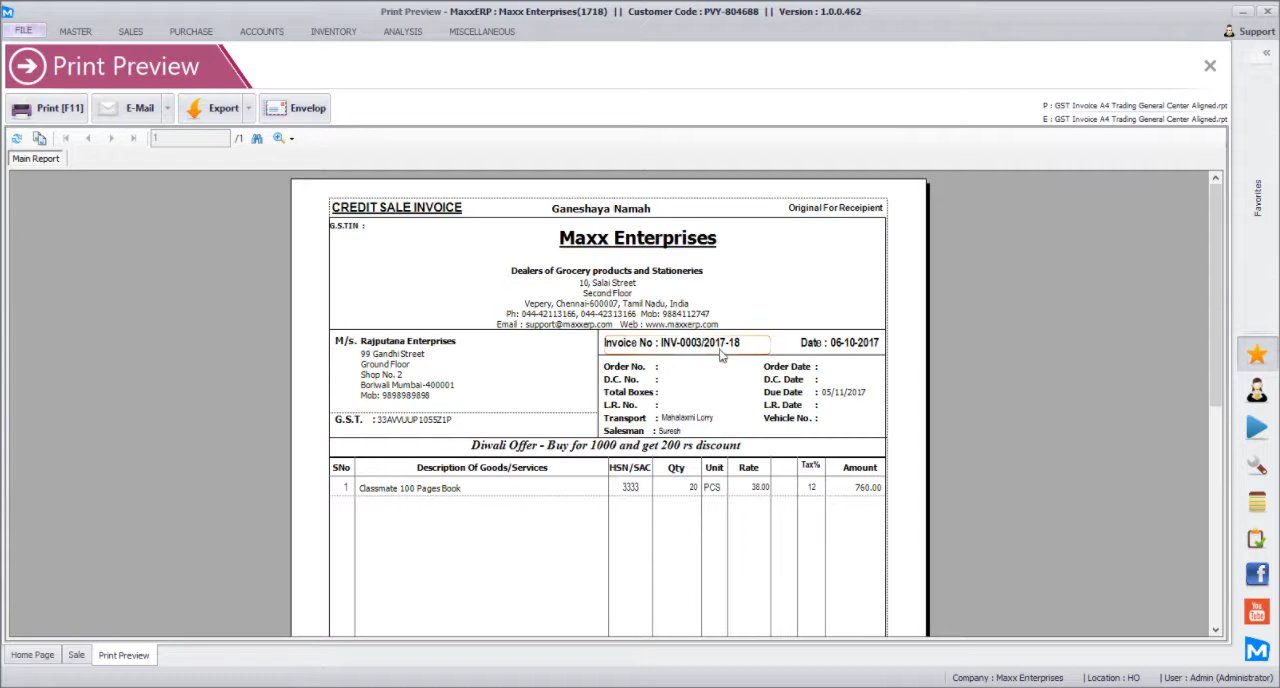 Print Preview - MaxxERP : Maxx Enterprises(1718) || Customer Code : PVY-804688 || Version : 1.0.0.462
FILE MASTER SALES PURCHASE ACCOUNTS INVENTORY ANALYSIS MISCELLANEOUS Support
Print Preview
Print [F11] E-Mail Export Envelop
P : GST Invoice A4 Trading General Center Aligned.rpt
E : GST Invoice A4 Trading General Center Aligned.rpt
1 /1
Main Report
Favorites
CREDIT SALE INVOICE Ganeshaya Namah Original For Receipient
G.S.TIN :
Maxx Enterprises
Dealers of Grocery products and Stationeries
10, Salai Street
Second Floor
Vepery, Chennai-600007, Tamil Nadu, India
Ph: 044-42113166, 044-42313166 Mob: 9884112747
Email : support@maxxerp.com Web : www.maxxerp.com
M/s. Rajputana Enterprises
99 Gandhi Street
Ground Floor
Shop No. 2
Boriwali Mumbai-400001
Mob: 9898989898
G.S.T. : 33AVVUUP1055Z1P
Invoice No : INV-0003/2017-18 Date : 06-10-2017
Order No. : Order Date :
D.C. No. : D.C. Date :
Total Boxes : Due Date : 05/11/2017
L.R. No. : L.R. Date :
Transport : Mahalaxmi Lorry Vehicle No. :
Salesman : Suresh
Diwali Offer - Buy for 1000 and get 200 rs discount
SNo Description Of Goods/Services HSN/SAC Qty Unit Rate Tax% Amount
1 Classmate 100 Pages Book 3333 20 PCS 38.00 12 760.00
You Tube
Home Page Sale Print Preview
Company : Maxx Enterprises | Location : HO | User : Admin (Administrator)